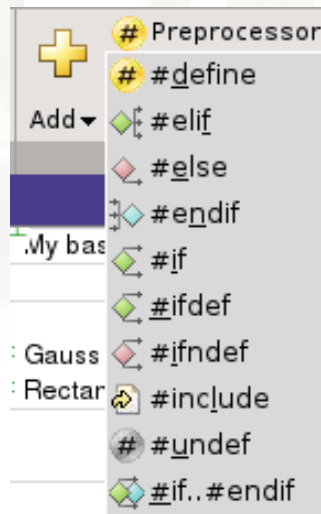 Preprocessor
#define
Add
#elif
#else
#endif
My bas
#if
#ifdef
Gauss
#ifndef
Rectar
#include
#undef
#if..#endif